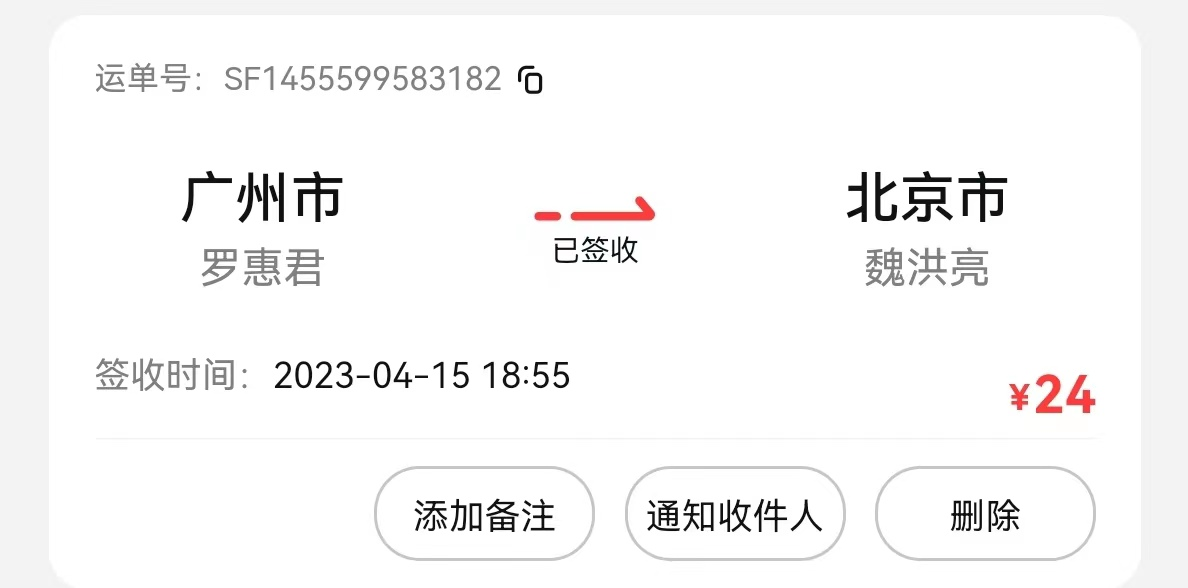 运单号：SF1455599583182
广州市 北京市
罗惠君 已签收 魏洪亮
签收时间：2023-04-15 18:55
¥24
添加备注 通知收件人 删除